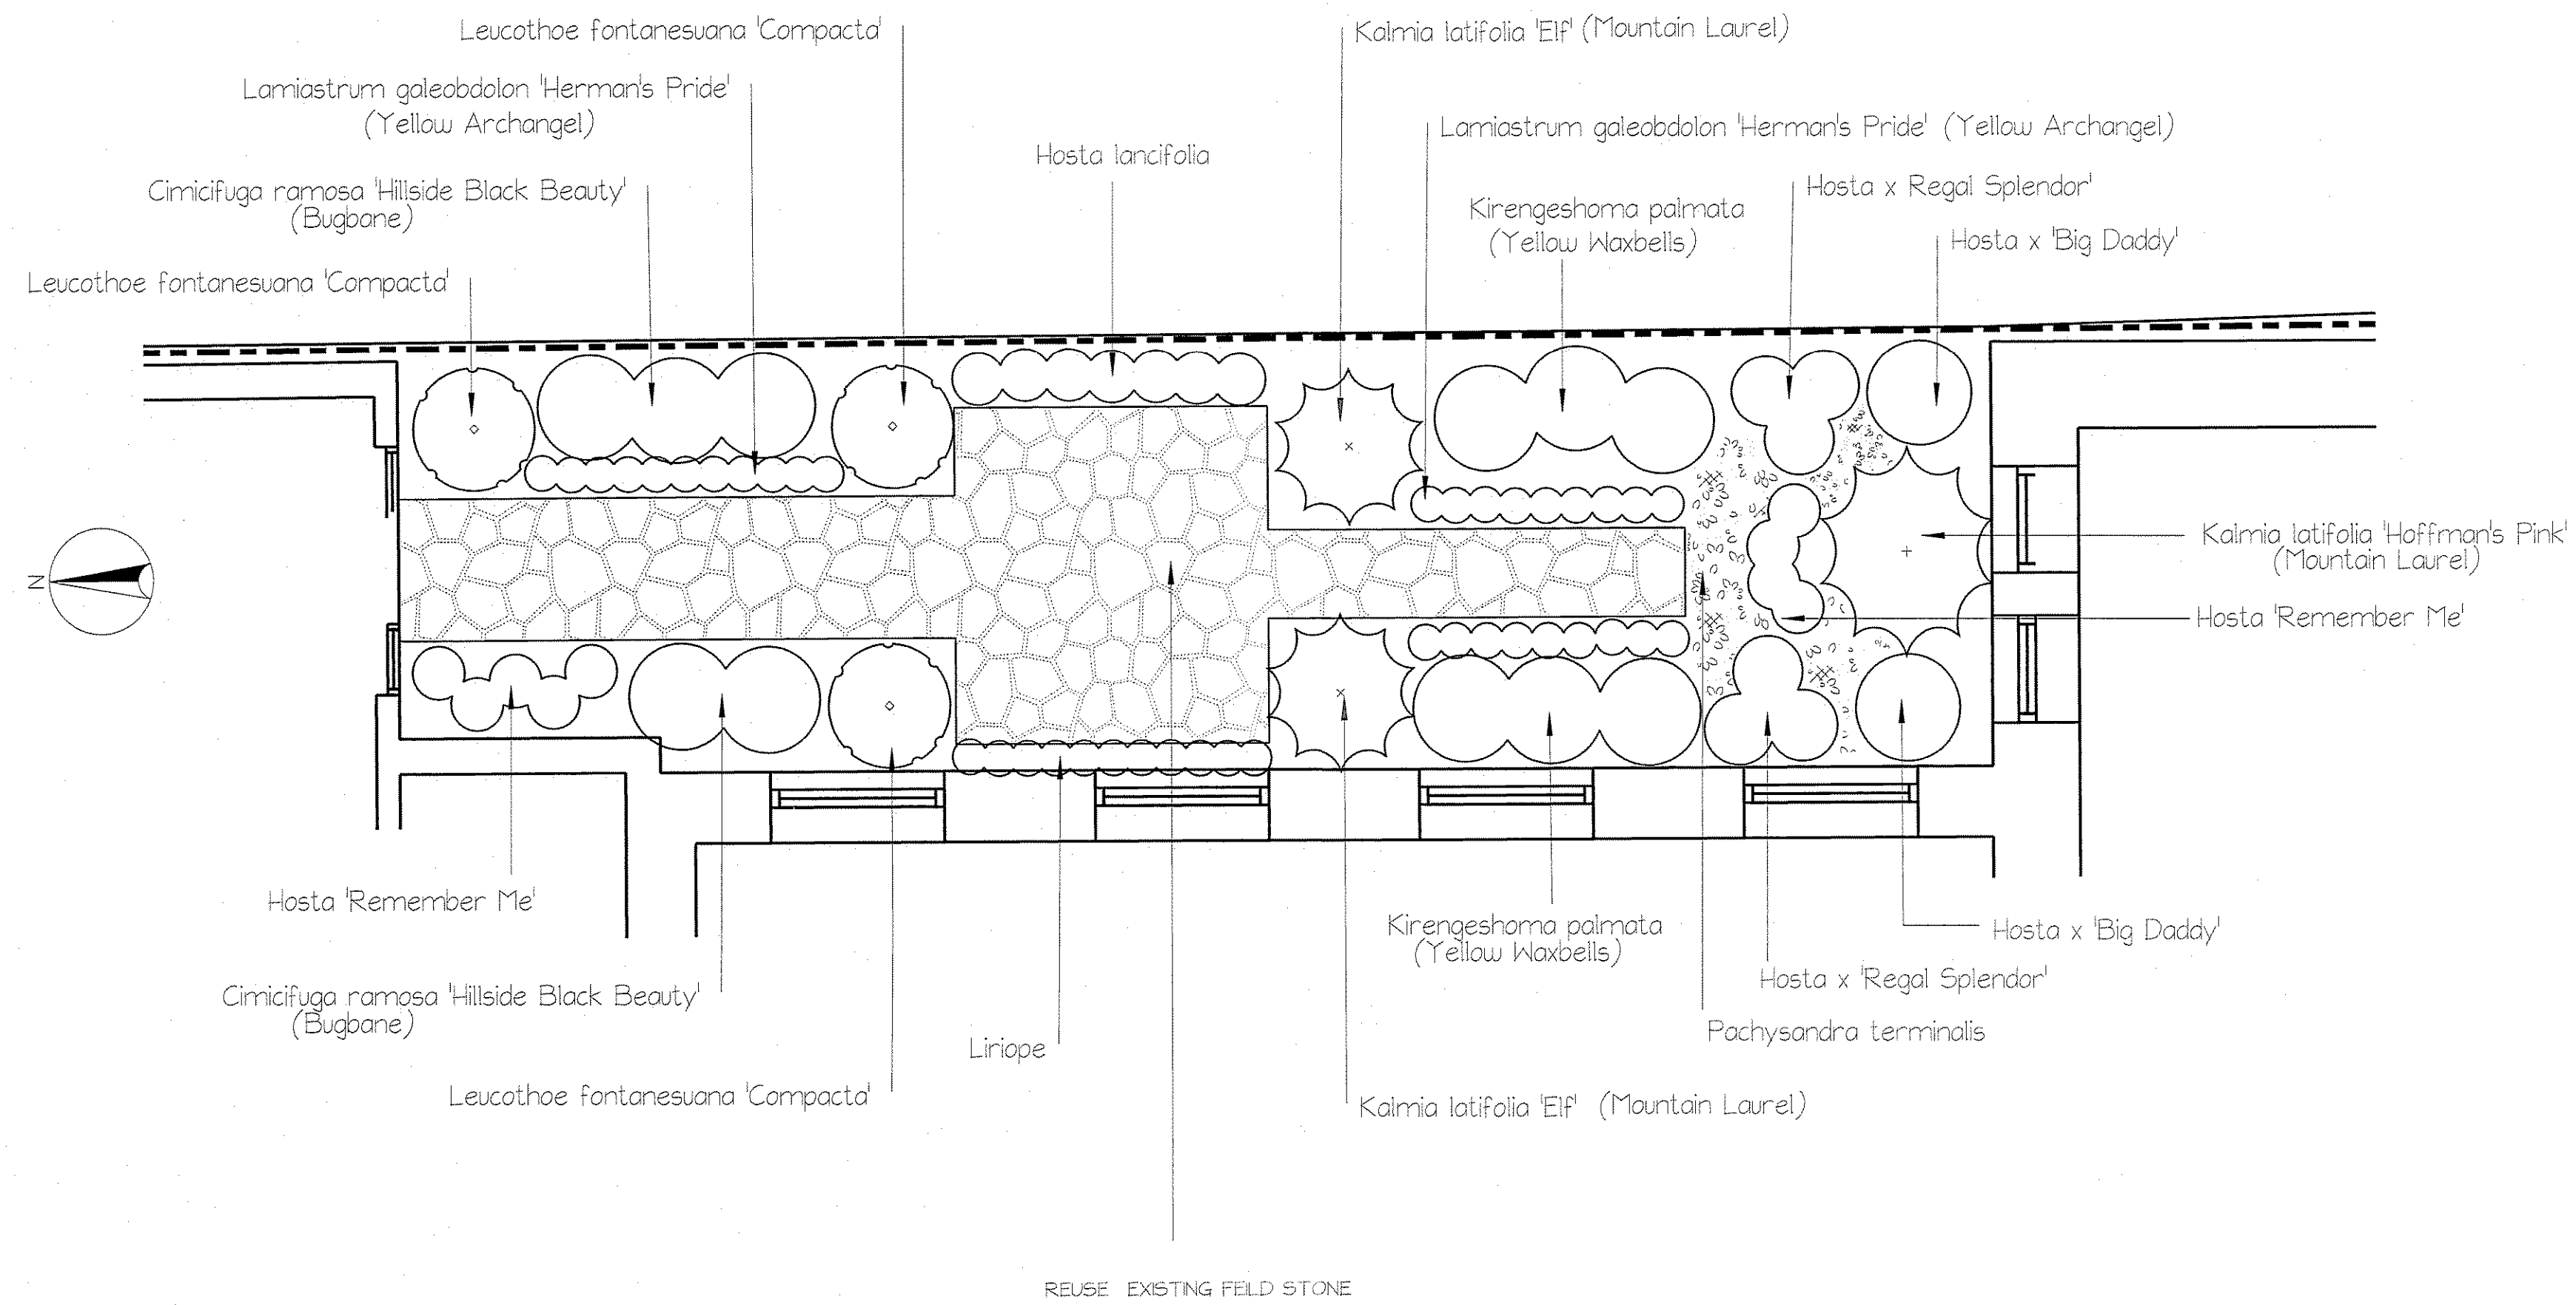 Leucothoe fontanesuana 'Compacta'
Kalmia latifolia 'Elf' (Mountain Laurel)
Lamiastrum galeobdolon 'Herman's Pride'
(Yellow Archangel)
Lamiastrum galeobdolon 'Herman's Pride' (Yellow Archangel)
Hosta lancifolia
Cimicifuga ramosa 'Hillside Black Beauty'
(Bugbane)
Hosta x Regal Splendor'
Kirengeshoma palmata
(Yellow Waxbells)
Hosta x 'Big Daddy'
Leucothoe fontanesuana 'Compacta'
N
Kalmia latifolia 'Hoffman's Pink'
(Mountain Laurel)
Hosta 'Remember Me'
Hosta 'Remember Me'
Kirengeshoma palmata
(Yellow Waxbells)
Hosta x 'Big Daddy'
Hosta x 'Regal Splendor'
Cimicifuga ramosa 'Hillside Black Beauty'
(Bugbane)
Pachysandra terminalis
Liriope
Leucothoe fontanesuana 'Compacta'
Kalmia latifolia 'Elf' (Mountain Laurel)
REUSE EXISTING FEILD STONE